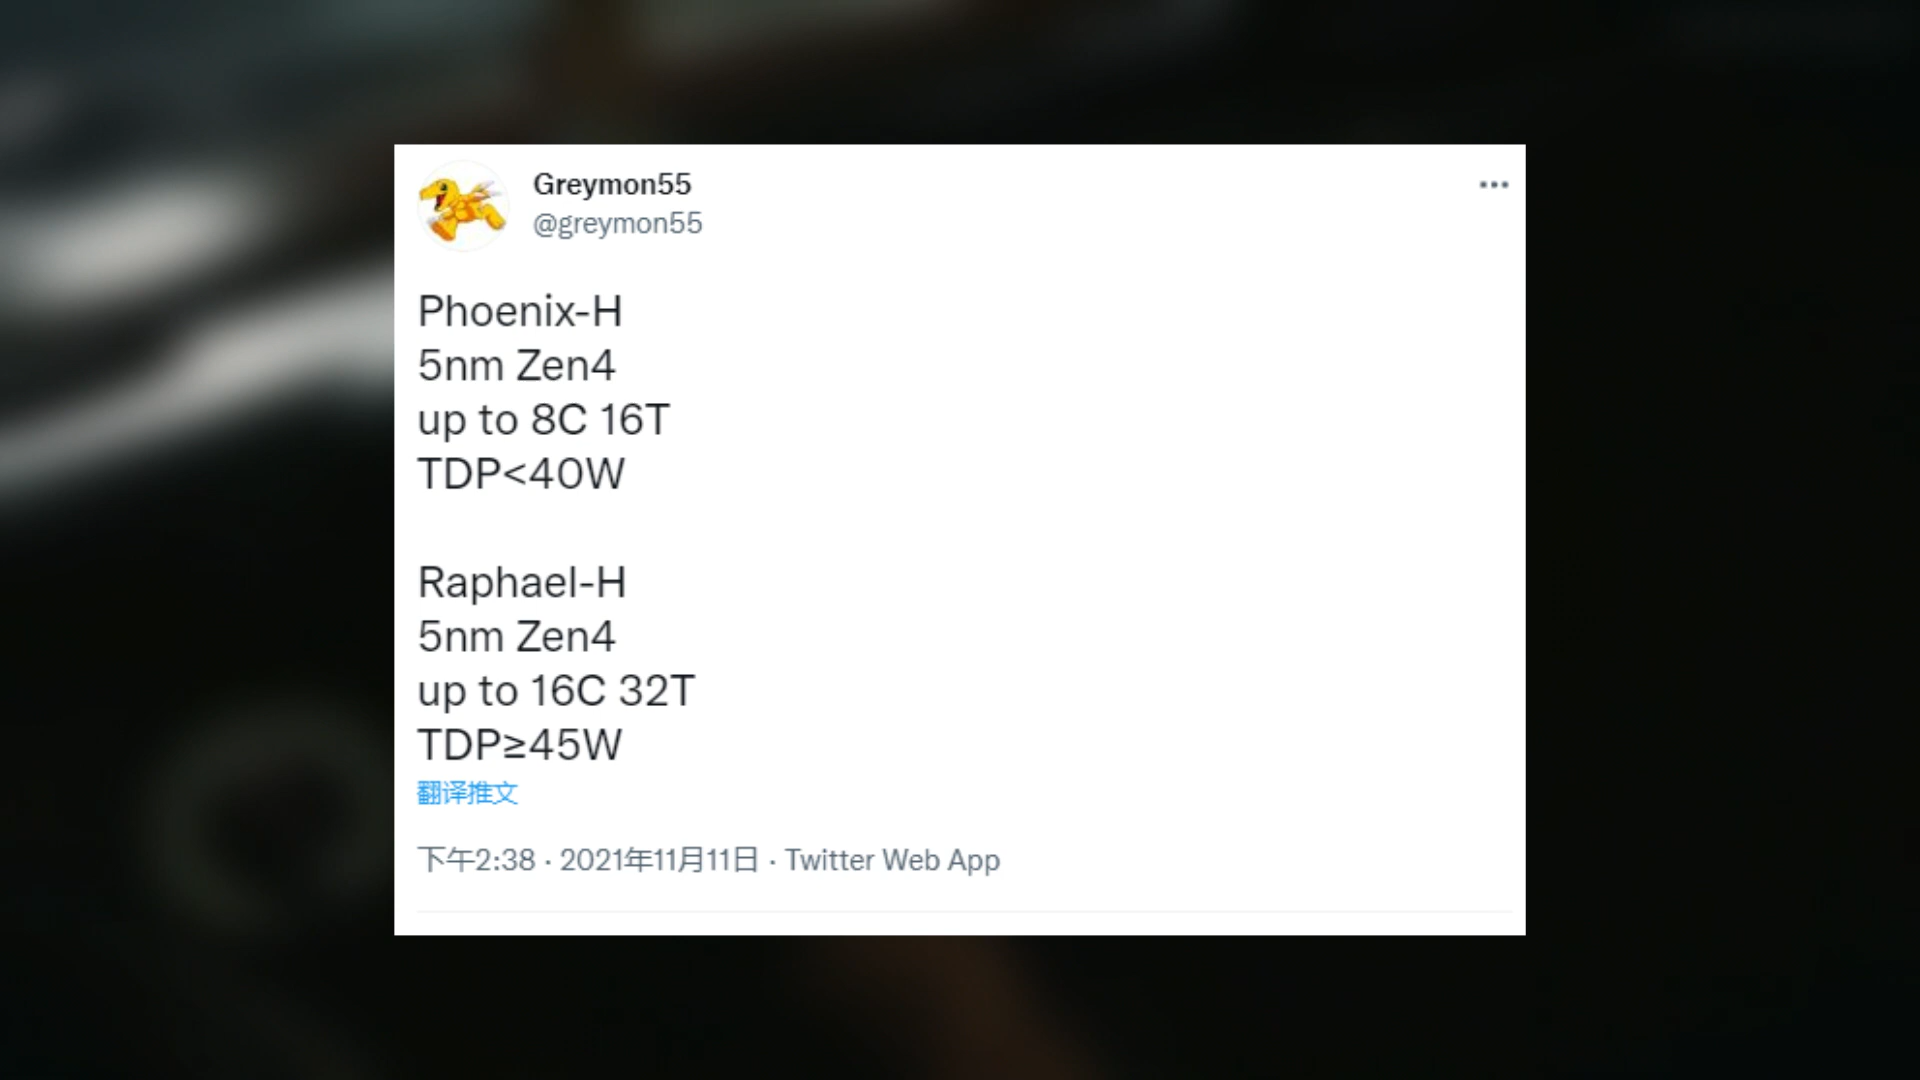 Greymon55
@greymon55
Phoenix-H
5nm Zen4
up to 8C 16T
TDP<40W
Raphael-H
5nm Zen4
up to 16C 32T
TDP≥45W
翻译推文
下午2:38 · 2021年11月11日 · Twitter Web App